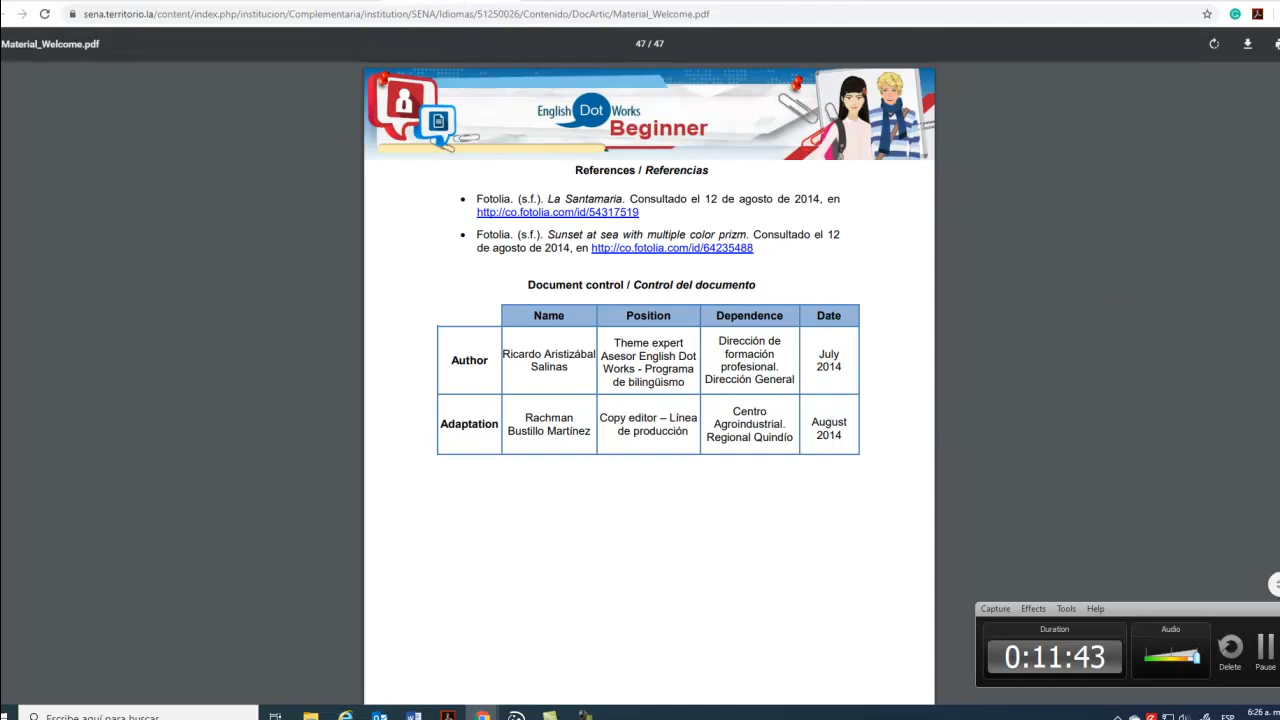 sena.territorio.la/content/index.php/institucion/Complementaria/institution/SENA/Idiomas/51250026/Contenido/DocArtic/Material_Welcome.pdf
Material_Welcome.pdf
47 / 47
English Dot Works
Beginner
References / Referencias
• Fotolia. (s.f.). La Santamaria. Consultado el 12 de agosto de 2014, en
http://co.fotolia.com/id/54317519
• Fotolia. (s.f.). Sunset at sea with multiple color prizm. Consultado el 12
de agosto de 2014, en http://co.fotolia.com/id/64235488
Document control / Control del documento
Name Position Dependence Date
Author
Ricardo Aristizábal
Salinas
Theme expert
Asesor English Dot
Works - Programa
de bilingüismo
Dirección de
formación
profesional.
Dirección General
July
2014
Adaptation
Rachman
Bustillo Martínez
Copy editor – Línea
de producción
Centro
Agroindustrial.
Regional Quindío
August
2014
Capture Effects Tools Help
Duration
0:11:43
Audio
Delete
Pause
Escribe aquí para buscar
ESP
6:26 a. m